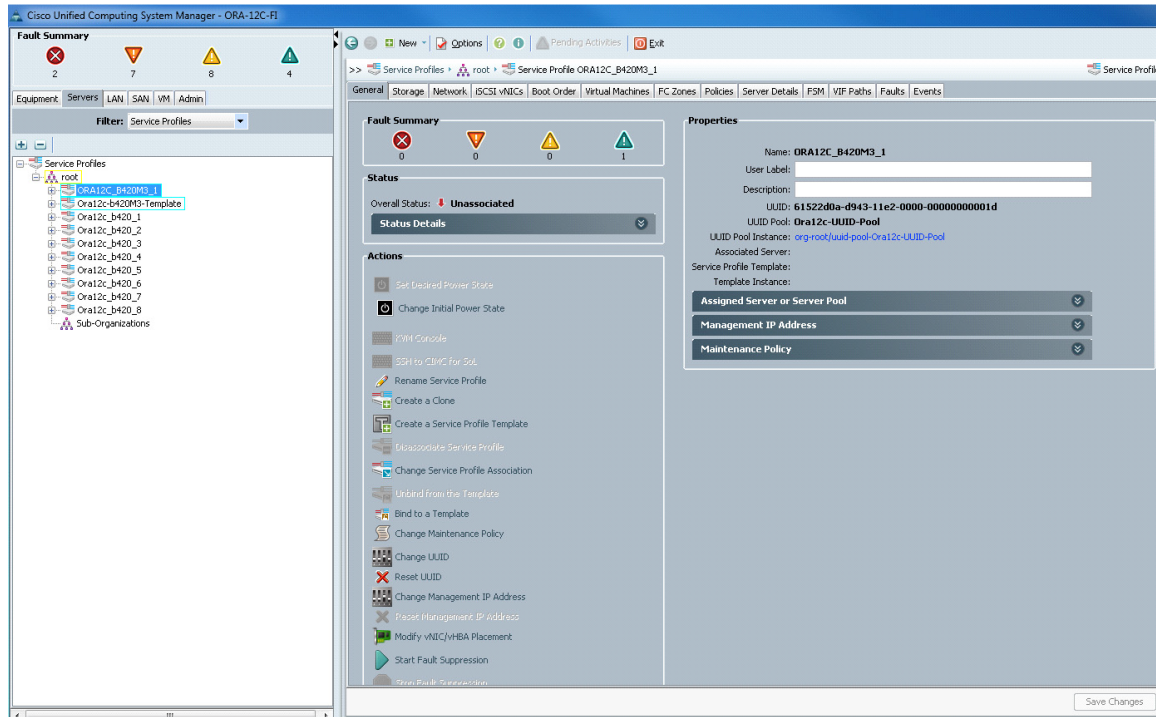 Cisco Unified Computing System Manager - ORA-12C-FI
Fault Summary
2 7 8 4
Equipment Servers LAN SAN VM Admin
Filter: Service Profiles
Service Profiles
root
ORA12C_B420M3_1
Ora12c-b420M3-Template
Ora12c_b420_1
Ora12c_b420_2
Ora12c_b420_3
Ora12c_b420_4
Ora12c_b420_5
Ora12c_b420_6
Ora12c_b420_7
Ora12c_b420_8
Sub-Organizations
New Options Pending Activities Exit
>> Service Profiles root Service Profile ORA12C_B420M3_1 Service Profil
General Storage Network iSCSI vNICs Boot Order Virtual Machines FC Zones Policies Server Details FSM VIF Paths Faults Events
Fault Summary
0 0 0 1
Status
Overall Status: Unassociated
Status Details
Actions
Set Desired Power State
Change Initial Power State
KVM Console
SSH to CIMC for SoL
Rename Service Profile
Create a Clone
Create a Service Profile Template
Disassociate Service Profile
Change Service Profile Association
Unbind from the Template
Bind to a Template
Change Maintenance Policy
Change UUID
Reset UUID
Change Management IP Address
Reset Management IP Address
Modify vNIC/vHBA Placement
Start Fault Suppression
Stop Fault Suppression
Properties
Name: ORA12C_B420M3_1
User Label:
Description:
UUID: 61522d0a-d943-11e2-0000-00000000001d
UUID Pool: Ora12c-UUID-Pool
UUID Pool Instance: org-root/uuid-pool-Ora12c-UUID-Pool
Associated Server:
Service Profile Template:
Template Instance:
Assigned Server or Server Pool
Management IP Address
Maintenance Policy
Save Changes